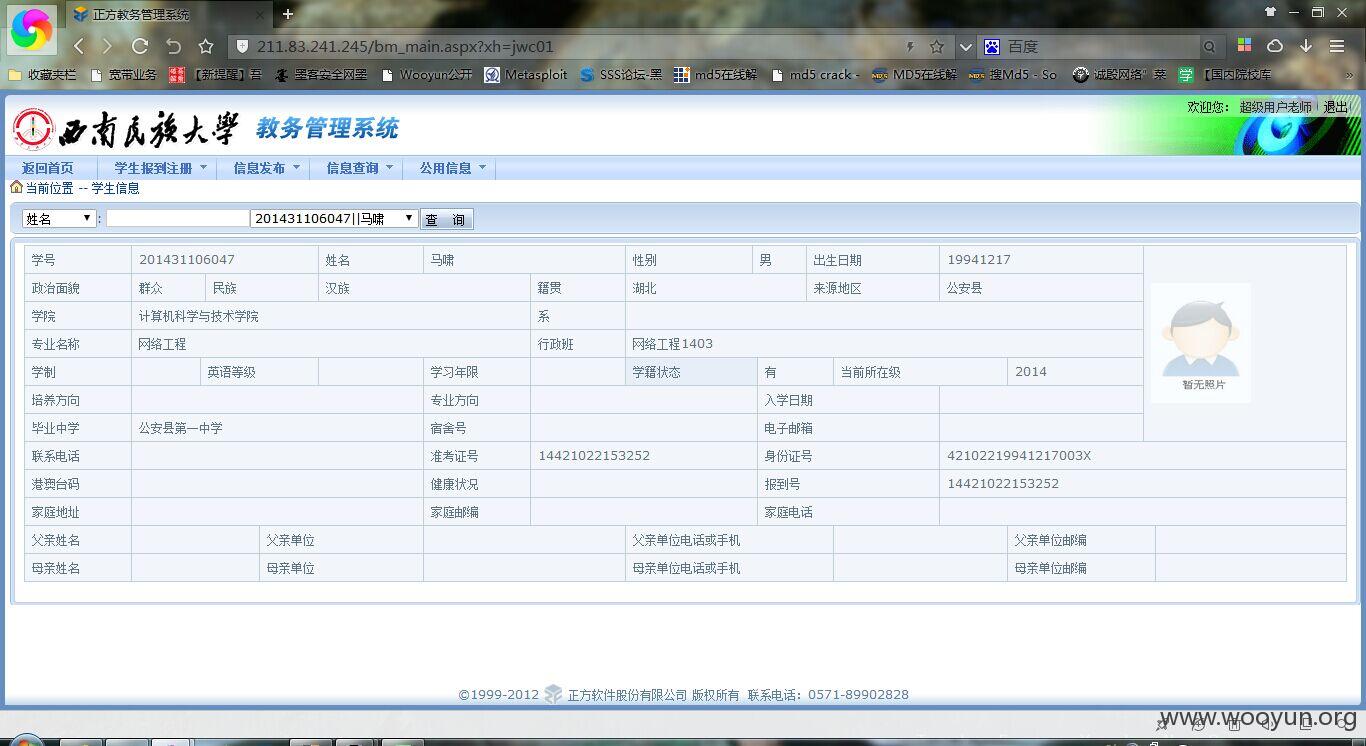 正方教务管理系统
211.83.241.245/bm_main.aspx?xh=jwc01
百度
收藏夹栏 宽带业务 【新提醒】吾 黑客安全网 Wooyun公开 Metasploit SSS论坛-黑 md5在线解 md5 crack - MD5在线解 搜Md5 - So 诚殷网络" 菜 【国内院校库 »
西南民族大学 教务管理系统 欢迎您： 超级用户老师 退出
返回首页 学生报到注册 信息发布 信息查询 公用信息
当前位置 -- 学生信息
姓名 : 201431106047||马啸 查 询
学号 201431106047 姓名 马啸 性别 男 出生日期 19941217
政治面貌 群众 民族 汉族 籍贯 湖北 来源地区 公安县
学院 计算机科学与技术学院 系
专业名称 网络工程 行政班 网络工程1403
学制 英语等级 学习年限 学籍状态 有 当前所在级 2014
暂无照片
培养方向 专业方向 入学日期
毕业中学 公安县第一中学 宿舍号 电子邮箱
联系电话 准考证号 14421022153252 身份证号 42102219941217003X
港澳台码 健康状况 报到号 14421022153252
家庭地址 家庭邮编 家庭电话
父亲姓名 父亲单位 父亲单位电话或手机 父亲单位邮编
母亲姓名 母亲单位 母亲单位电话或手机 母亲单位邮编
©1999-2012 正方软件股份有限公司 版权所有 联系电话：0571-89902828
www.wooyun.org